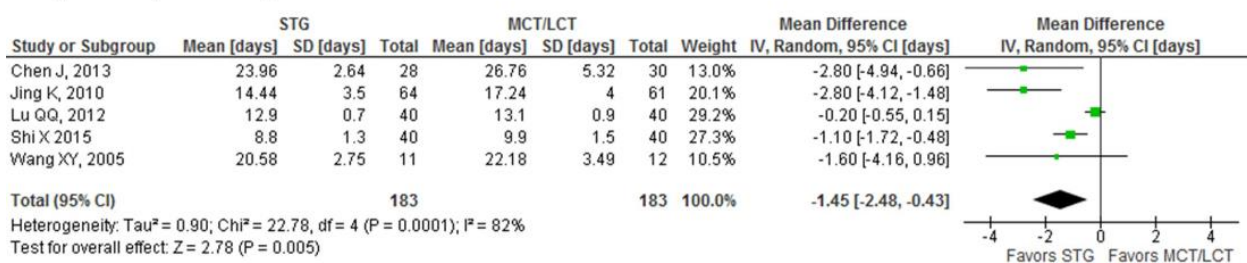 STG MCT/LCT Mean Difference Mean Difference
Study or Subgroup Mean [days] SD [days] Total Mean [days] SD [days] Total Weight IV, Random, 95% CI [days] IV, Random, 95% CI [days]
Chen J, 2013 23.96 2.64 28 26.76 5.32 30 13.0% -2.80 [-4.94, -0.66]
Jing K, 2010 14.44 3.5 64 17.24 4 61 20.1% -2.80 [-4.12, -1.48]
Lu QQ, 2012 12.9 0.7 40 13.1 0.9 40 29.2% -0.20 [-0.55, 0.15]
Shi X 2015 8.8 1.3 40 9.9 1.5 40 27.3% -1.10 [-1.72, -0.48]
Wang XY, 2005 20.58 2.75 11 22.18 3.49 12 10.5% -1.60 [-4.16, 0.96]
Total (95% CI) 183 183 100.0% -1.45 [-2.48, -0.43]
Heterogeneity: Tau² = 0.90; Chi² = 22.78, df = 4 (P = 0.0001); I² = 82%
Test for overall effect: Z = 2.78 (P = 0.005)
-4 -2 0 2 4
Favors STG Favors MCT/LCT